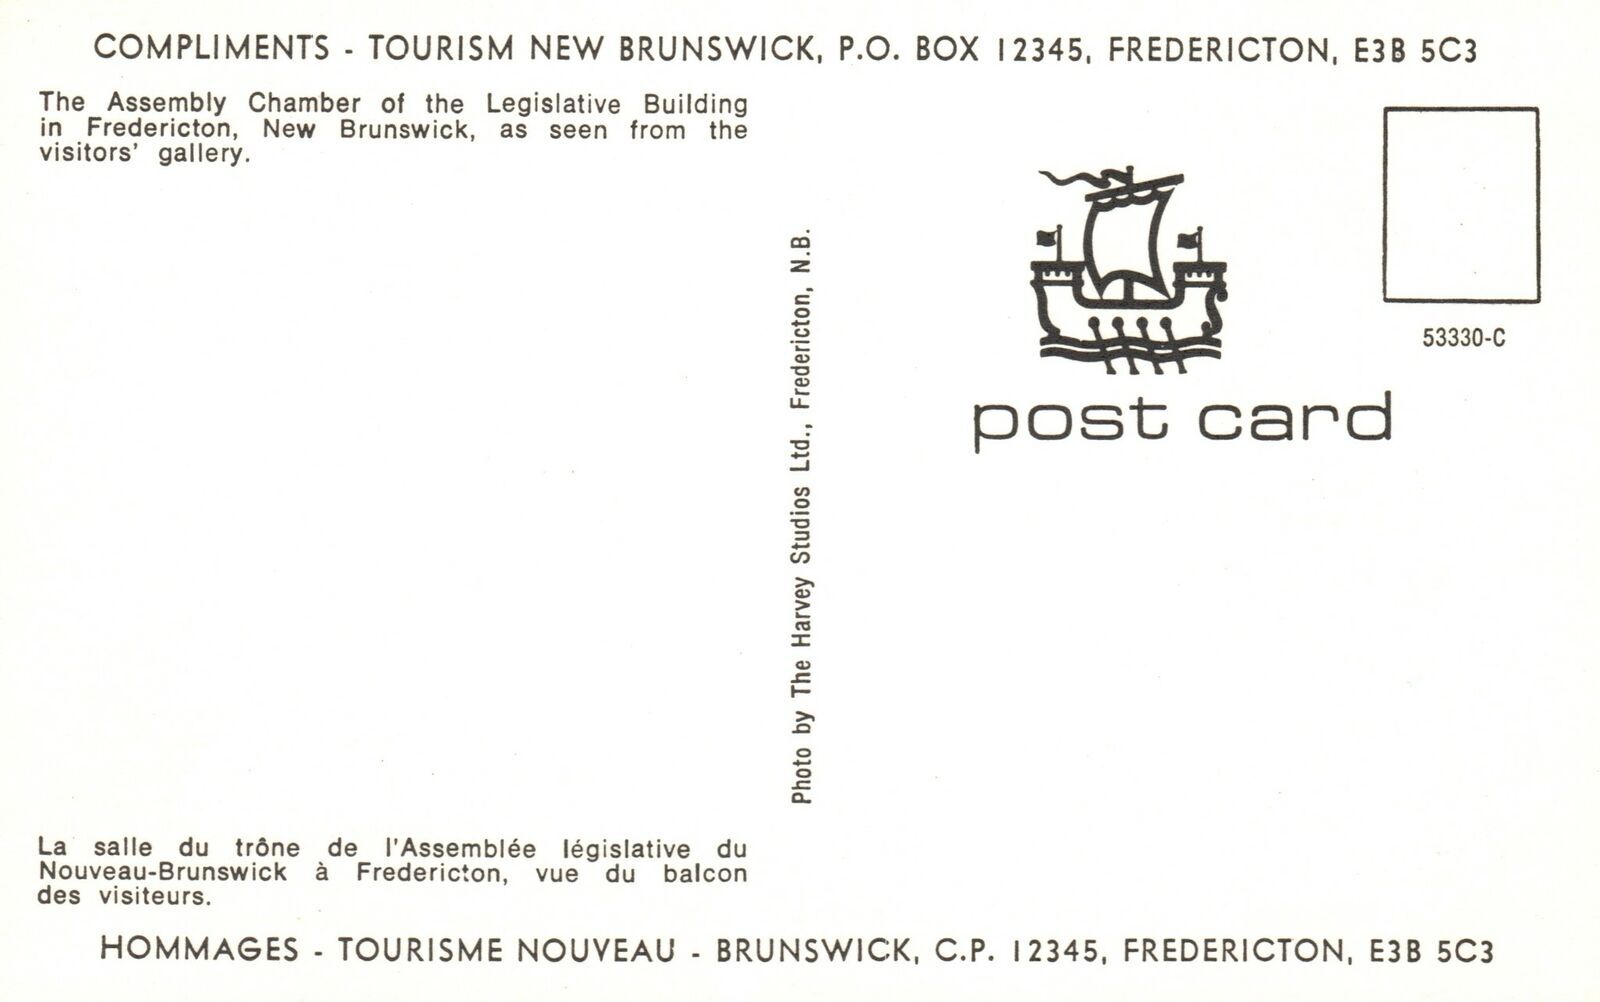 COMPLIMENTS - TOURISM NEW BRUNSWICK, P.O. BOX 12345, FREDERICTON, E3B 5C3
The Assembly Chamber of the Legislative Building
in Fredericton, New Brunswick, as seen from the
visitors' gallery.
53330-C
post card
Photo by The Harvey Studios Ltd., Fredericton, N.B.
La salle du trône de l'Assemblée législative du
Nouveau-Brunswick à Fredericton, vue du balcon
des visiteurs.
HOMMAGES - TOURISME NOUVEAU - BRUNSWICK, C.P. 12345, FREDERICTON, E3B 5C3